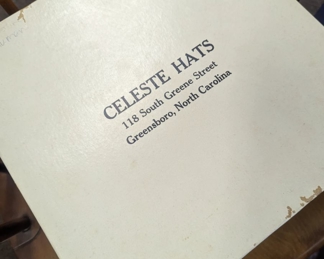 CELESTE HATS
118 South Greene Street
Greensboro, North Carolina